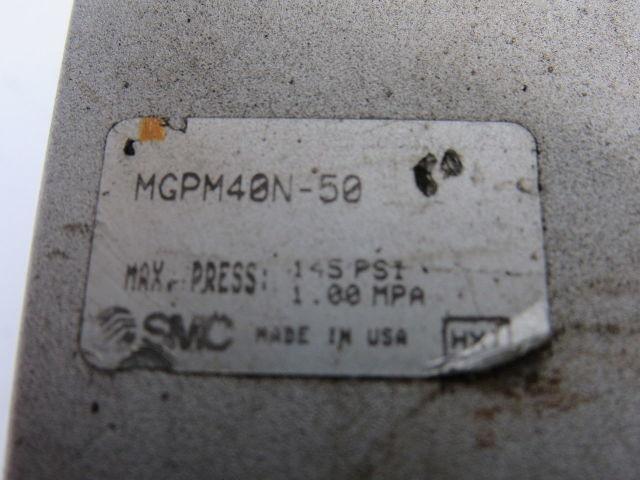 MGPM40N-50
MAX. PRESS: 145 PSI
1.00 MPA
SMC MADE IN USA